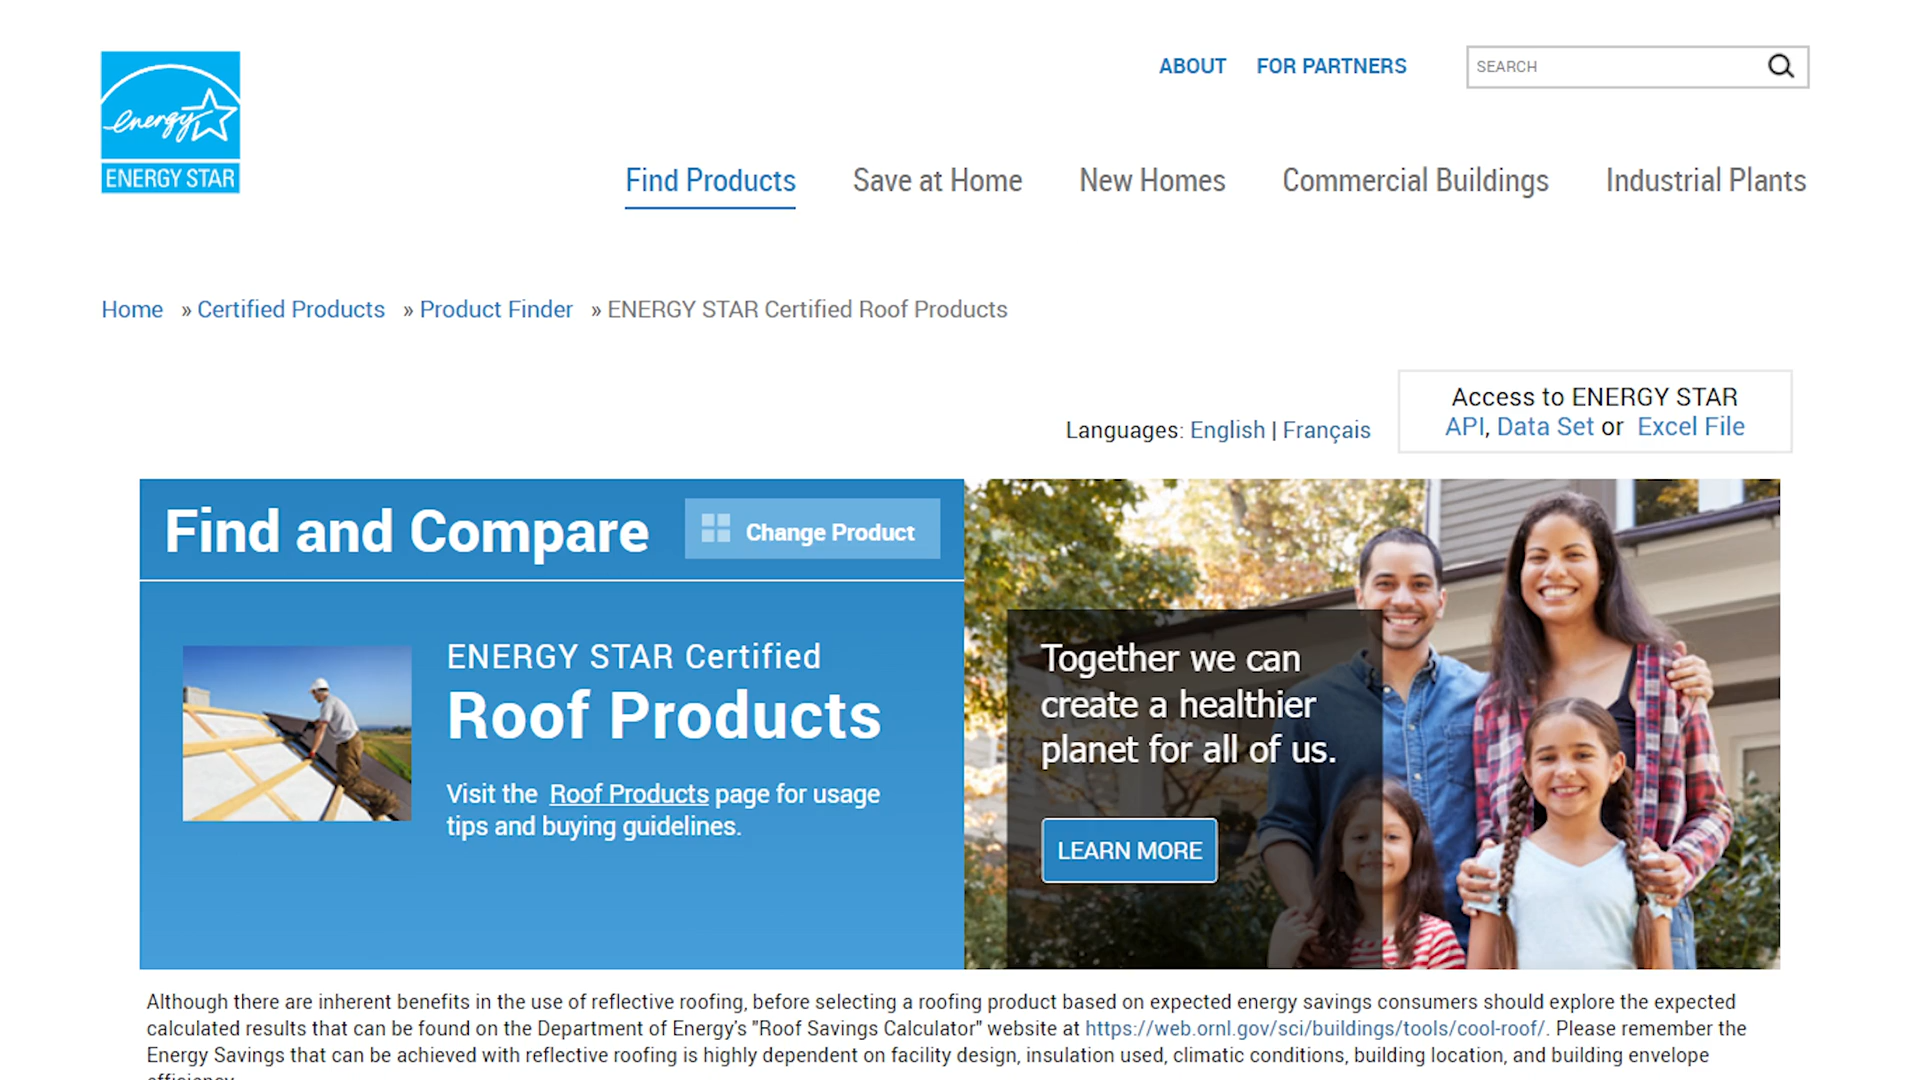 energy
ENERGY STAR
ABOUT FOR PARTNERS SEARCH
Find Products Save at Home New Homes Commercial Buildings Industrial Plants
Home » Certified Products » Product Finder » ENERGY STAR Certified Roof Products
Languages: English | Français
Access to ENERGY STAR
API, Data Set or Excel File
Find and Compare
Change Product
ENERGY STAR Certified
Roof Products
Visit the Roof Products page for usage
tips and buying guidelines.
Together we can
create a healthier
planet for all of us.
LEARN MORE
Although there are inherent benefits in the use of reflective roofing, before selecting a roofing product based on expected energy savings consumers should explore the expected
calculated results that can be found on the Department of Energy's "Roof Savings Calculator" website at https://web.ornl.gov/sci/buildings/tools/cool-roof/. Please remember the
Energy Savings that can be achieved with reflective roofing is highly dependent on facility design, insulation used, climatic conditions, building location, and building envelope